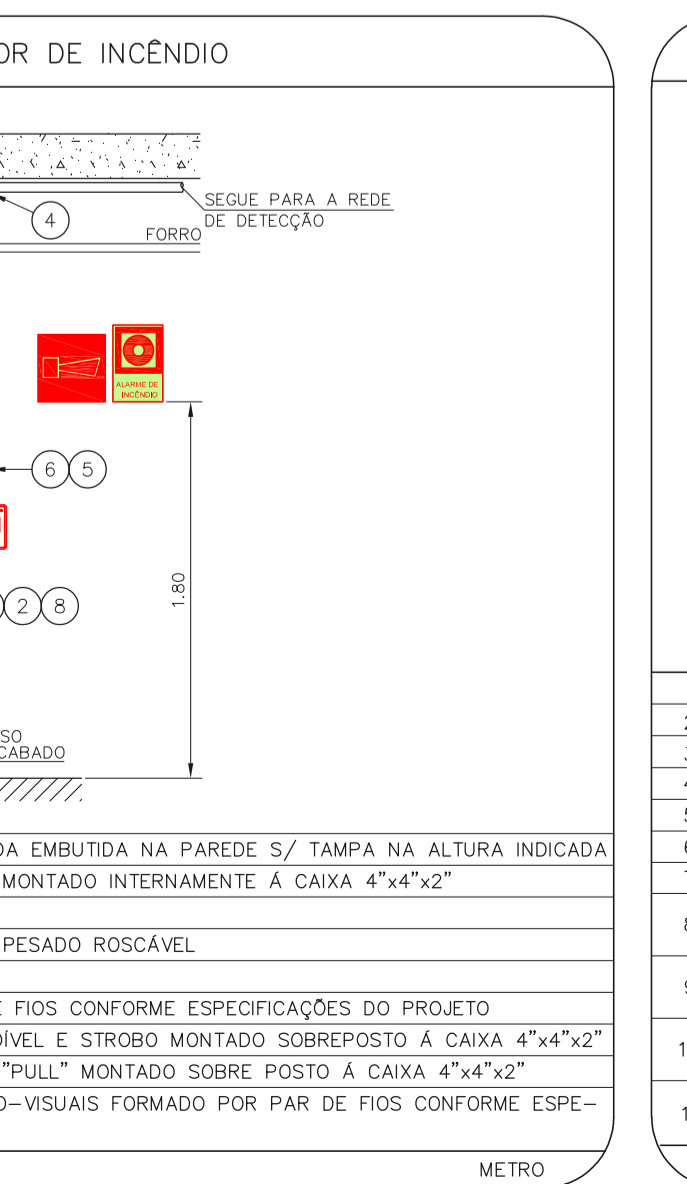 OR DE INCÊNDIO
SEGUE PARA A REDE
DE DETECÇÃO
4
FORRO
ALARME DE
INCÊNDIO
6 5
1.80
2 8
SO
CABADO
DA EMBUTIDA NA PAREDE S/ TAMPA NA ALTURA INDICADA
MONTADO INTERNAMENTE Á CAIXA 4"x4"x2"
PESADO ROSCÁVEL
E FIOS CONFORME ESPECIFICAÇÕES DO PROJETO
DÍVEL E STROBO MONTADO SOBREPOSTO Á CAIXA 4"x4"x2"
"PULL" MONTADO SOBRE POSTO Á CAIXA 4"x4"x2"
O-VISUAIS FORMADO POR PAR DE FIOS CONFORME ESPE-
METRO